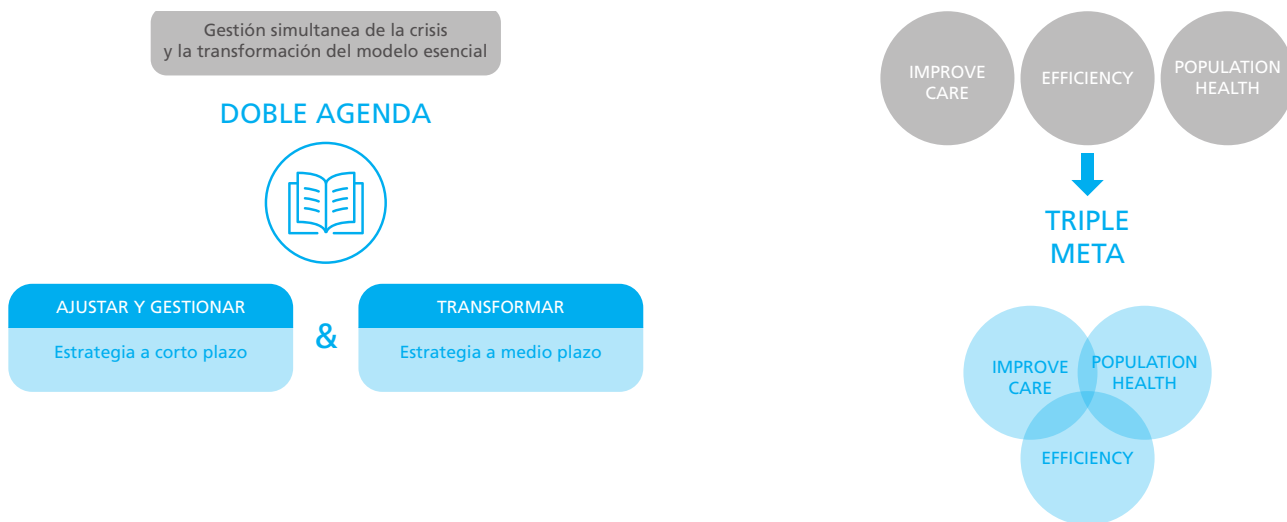 Gestión simultanea de la crisis
y la transformación del modelo esencial
DOBLE AGENDA
AJUSTAR Y GESTIONAR
Estrategia a corto plazo
&
TRANSFORMAR
Estrategia a medio plazo
IMPROVE
CARE
EFFICIENCY
POPULATION
HEALTH
TRIPLE
META
IMPROVE
CARE
POPULATION
HEALTH
EFFICIENCY